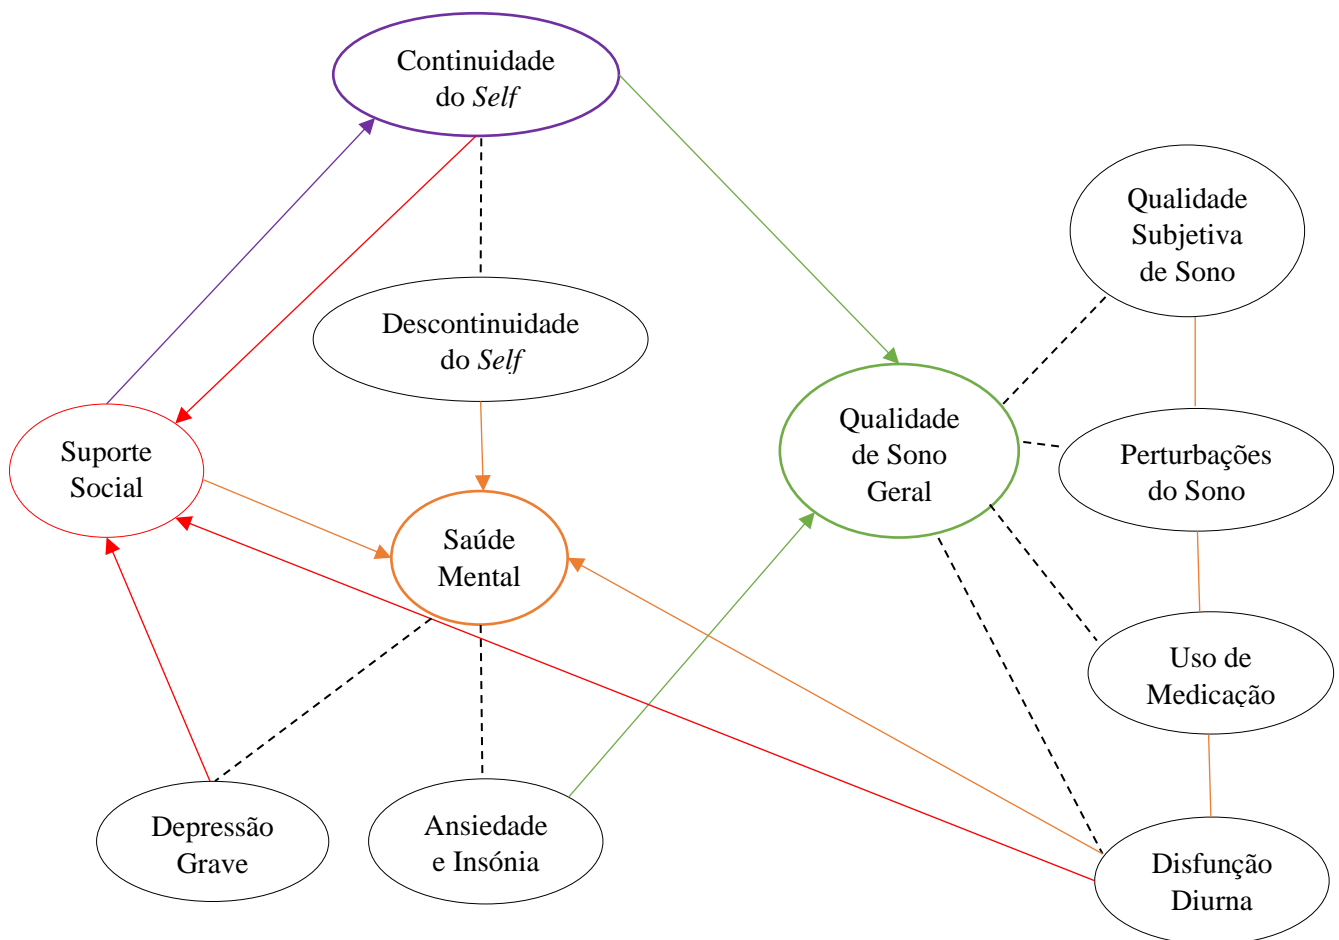 Continuidade
do Self
Qualidade
Subjetiva
de Sono
Descontinuidade
do Self
Suporte
Social
Qualidade
de Sono
Geral
Perturbações
do Sono
Saúde
Mental
Uso de
Medicação
Depressão
Grave
Ansiedade
e Insónia
Disfunção
Diurna